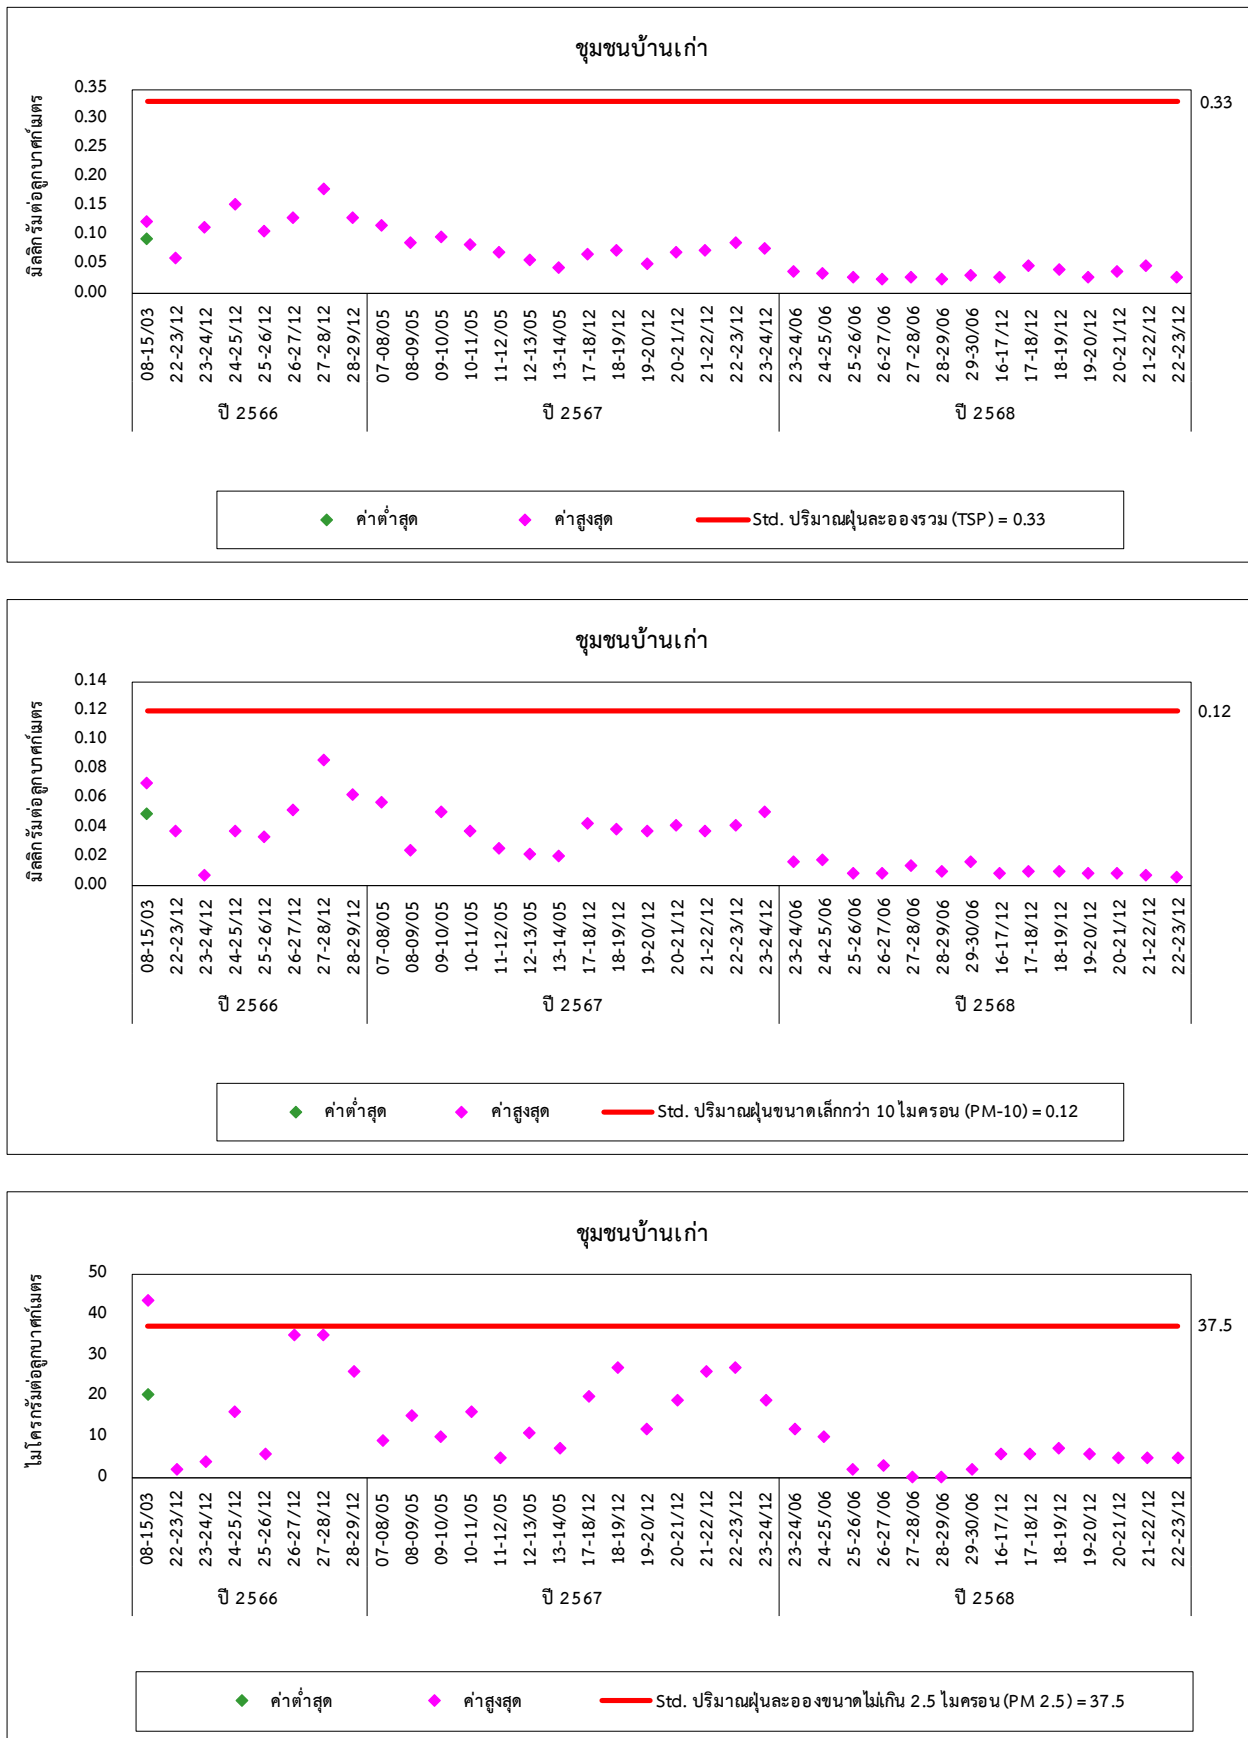 ชุมชนบ้านเก่า
มิลลิกรัมต่อลูกบาศก์เมตร
0.35
0.30
0.25
0.20
0.15
0.10
0.05
0.00
0.33
08-15/03 22-23/12 23-24/12 24-25/12 25-26/12 26-27/12 27-28/12 28-29/12 07-08/05 08-09/05 09-10/05 10-11/05 11-12/05 12-13/05 13-14/05 17-18/12 18-19/12 19-20/12 20-21/12 21-22/12 22-23/12 23-24/12 23-24/06 24-25/06 25-26/06 26-27/06 27-28/06 28-29/06 29-30/06 16-17/12 17-18/12 18-19/12 19-20/12 20-21/12 21-22/12 22-23/12
ปี 2566 ปี 2567 ปี 2568
ค่าต่ำสุด ค่าสูงสุด Std. ปริมาณฝุ่นละอองรวม (TSP) = 0.33
ชุมชนบ้านเก่า
มิลลิกรัมต่อลูกบาศก์เมตร
0.14
0.12
0.10
0.08
0.06
0.04
0.02
0.00
0.12
08-15/03 22-23/12 23-24/12 24-25/12 25-26/12 26-27/12 27-28/12 28-29/12 07-08/05 08-09/05 09-10/05 10-11/05 11-12/05 12-13/05 13-14/05 17-18/12 18-19/12 19-20/12 20-21/12 21-22/12 22-23/12 23-24/12 23-24/06 24-25/06 25-26/06 26-27/06 27-28/06 28-29/06 29-30/06 16-17/12 17-18/12 18-19/12 19-20/12 20-21/12 21-22/12 22-23/12
ปี 2566 ปี 2567 ปี 2568
ค่าต่ำสุด ค่าสูงสุด Std. ปริมาณฝุ่นขนาดเล็กกว่า 10 ไมครอน (PM-10) = 0.12
ชุมชนบ้านเก่า
ไมโครกรัมต่อลูกบาศก์เมตร
50
40
30
20
10
0
37.5
08-15/03 22-23/12 23-24/12 24-25/12 25-26/12 26-27/12 27-28/12 28-29/12 07-08/05 08-09/05 09-10/05 10-11/05 11-12/05 12-13/05 13-14/05 17-18/12 18-19/12 19-20/12 20-21/12 21-22/12 22-23/12 23-24/12 23-24/06 24-25/06 25-26/06 26-27/06 27-28/06 28-29/06 29-30/06 16-17/12 17-18/12 18-19/12 19-20/12 20-21/12 21-22/12 22-23/12
ปี 2566 ปี 2567 ปี 2568
ค่าต่ำสุด ค่าสูงสุด Std. ปริมาณฝุ่นละอองขนาดไม่เกิน 2.5 ไมครอน (PM 2.5) = 37.5